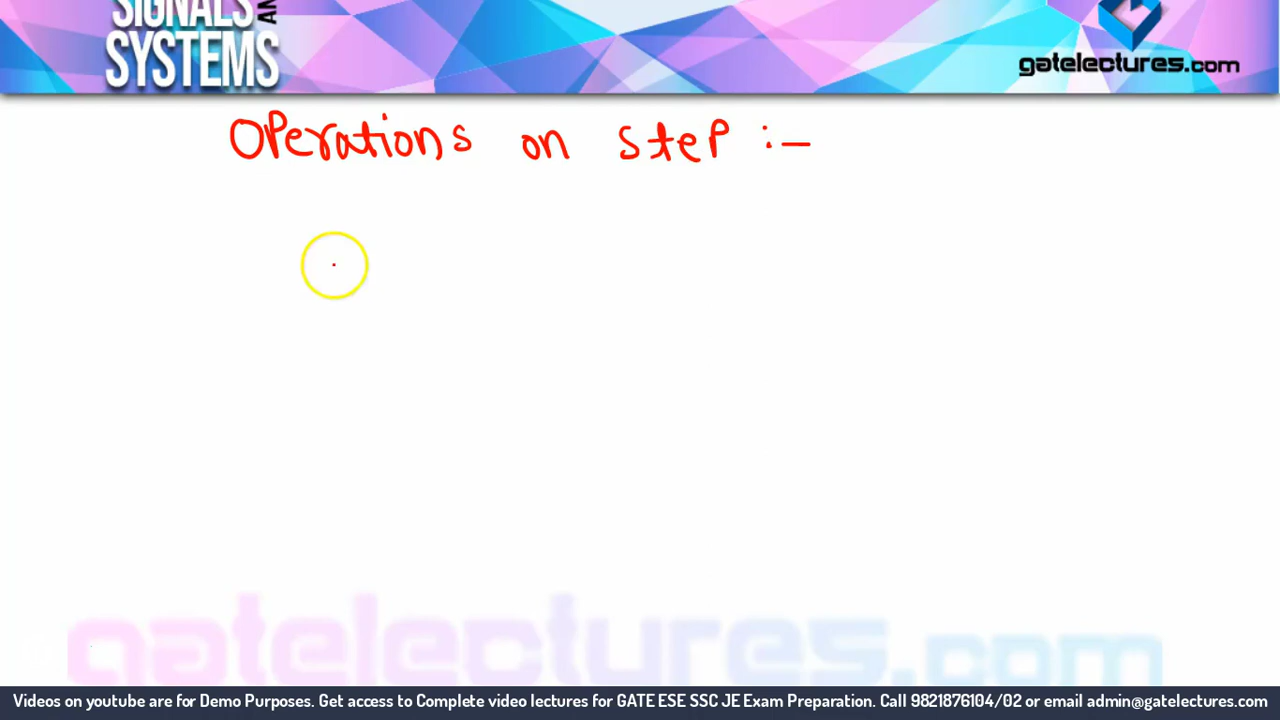 SIGNALS AND
SYSTEMS
gatelectures.com
Operations on step :-
gatelectures.com
Videos on youtube are for Demo Purposes. Get access to Complete video lectures for GATE ESE SSC JE Exam Preparation. Call 9821876104/02 or email admin@gatelectures.com